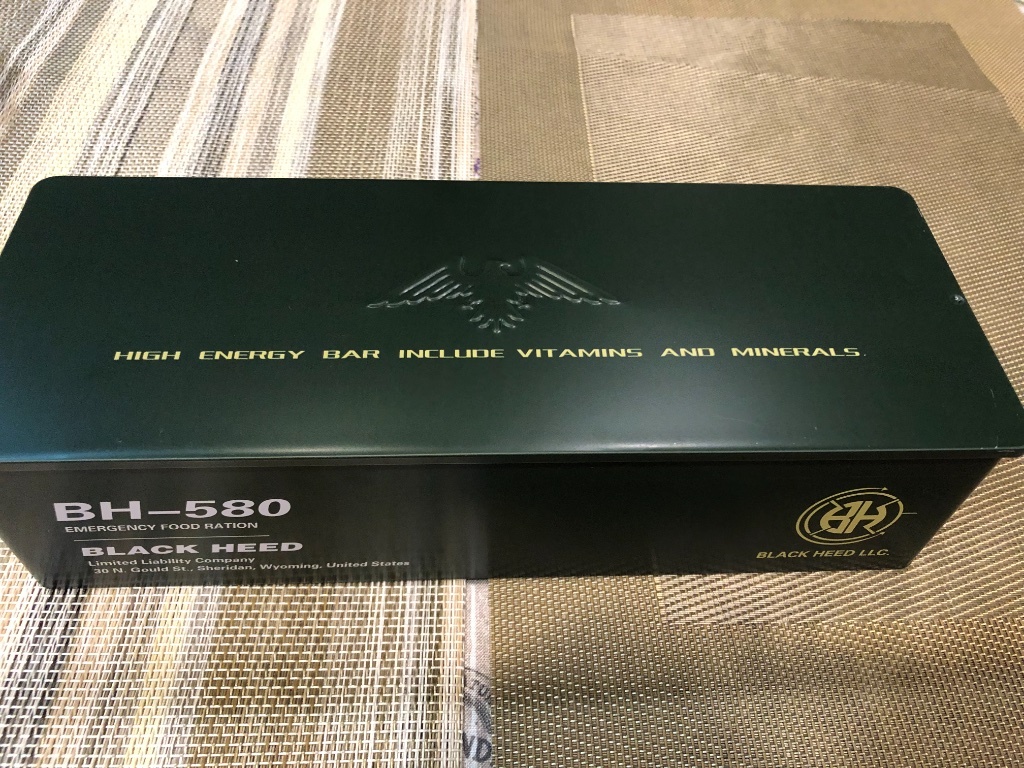 HIGH ENERGY BAR INCLUDE VITAMINS AND MINERALS.
BH–580
EMERGENCY FOOD RATION
BLACK HEED
Limited Liability Company
30 N. Gould St., Sheridan, Wyoming, United States
BH
BLACK HEED LLC.
ND